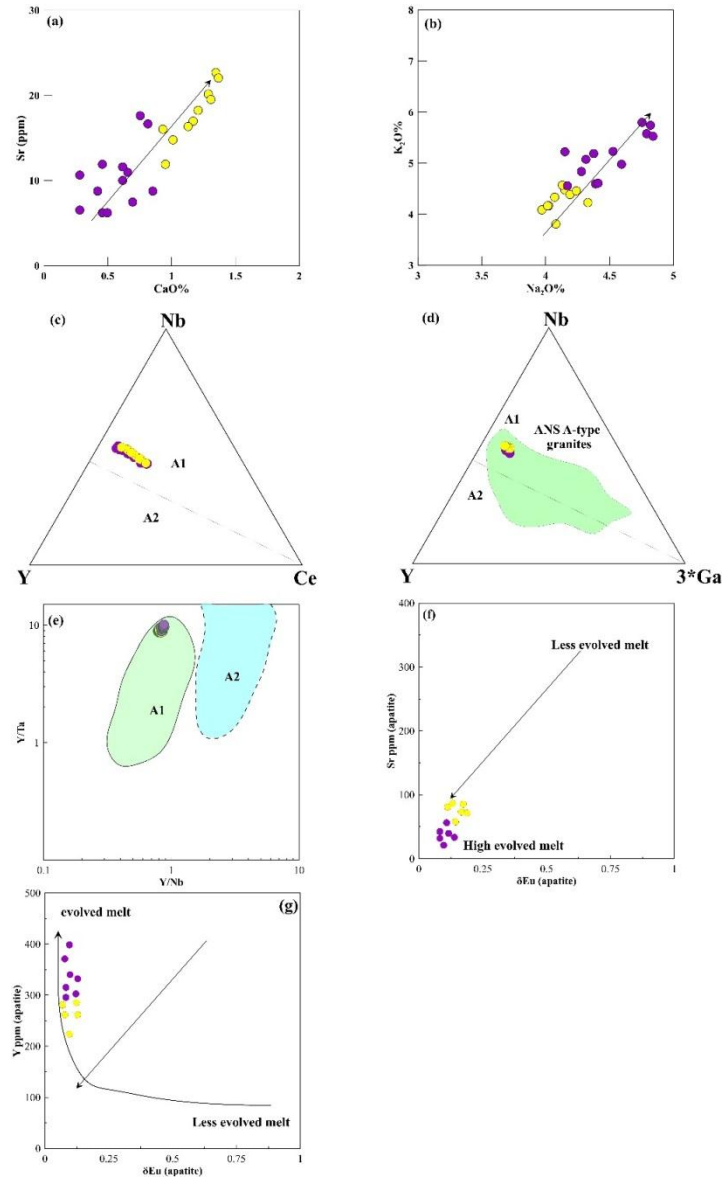 (a)
30
20
10
0
Sr (ppm)
0
0.5
1
1.5
2
CaO%
(b)
8
7
6
5
4
3
K₂O%
3
3.5
4
4.5
5
Na₂O%
(c)
Nb
A1
A2
Y
Ce
(d)
Nb
A1
ANS A-type
granites
A2
Y
3*Ga
(e)
10
1
Y/Ta
A1
A2
0.1
1
10
Y/Nb
(f)
400
300
200
100
0
Sr ppm (apatite)
Less evolved melt
High evolved melt
0
0.25
0.5
0.75
1
δEu (apatite)
(g)
500
400
300
200
100
0
Y ppm (apatite)
evolved melt
Less evolved melt
0
0.25
0.5
0.75
1
δEu (apatite)